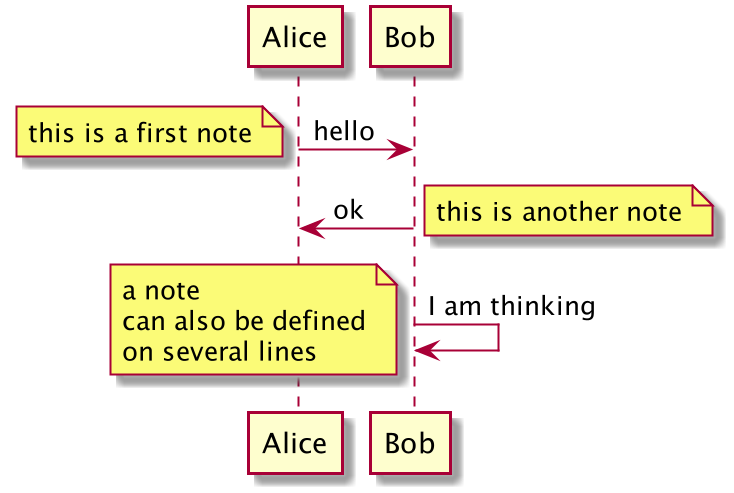 Alice
Bob
this is a first note
hello
ok
this is another note
a note
can also be defined
on several lines
I am thinking
Alice
Bob